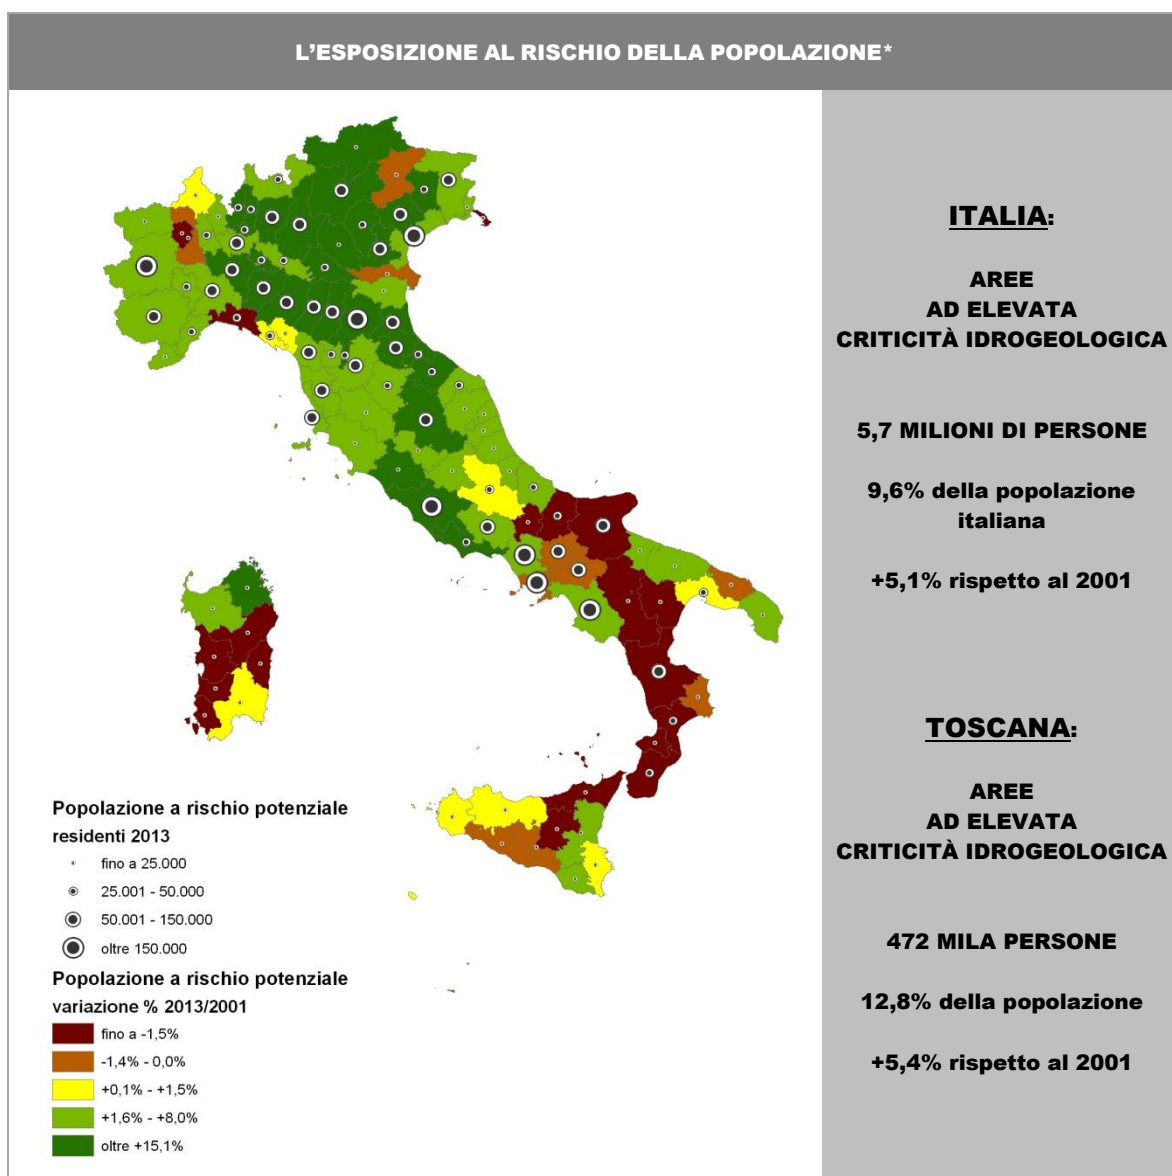 L'ESPOSIZIONE AL RISCHIO DELLA POPOLAZIONE*
ITALIA:
AREE
AD ELEVATA
CRITICITÀ IDROGEOLOGICA
5,7 MILIONI DI PERSONE
9,6% della popolazione
italiana
+5,1% rispetto al 2001
TOSCANA:
AREE
AD ELEVATA
CRITICITÀ IDROGEOLOGICA
472 MILA PERSONE
12,8% della popolazione
+5,4% rispetto al 2001
Popolazione a rischio potenziale
residenti 2013
fino a 25.000
25.001 - 50.000
50.001 - 150.000
oltre 150.000
Popolazione a rischio potenziale
variazione % 2013/2001
fino a -1,5%
-1,4% - 0,0%
+0,1% - +1,5%
+1,6% - +8,0%
oltre +15,1%